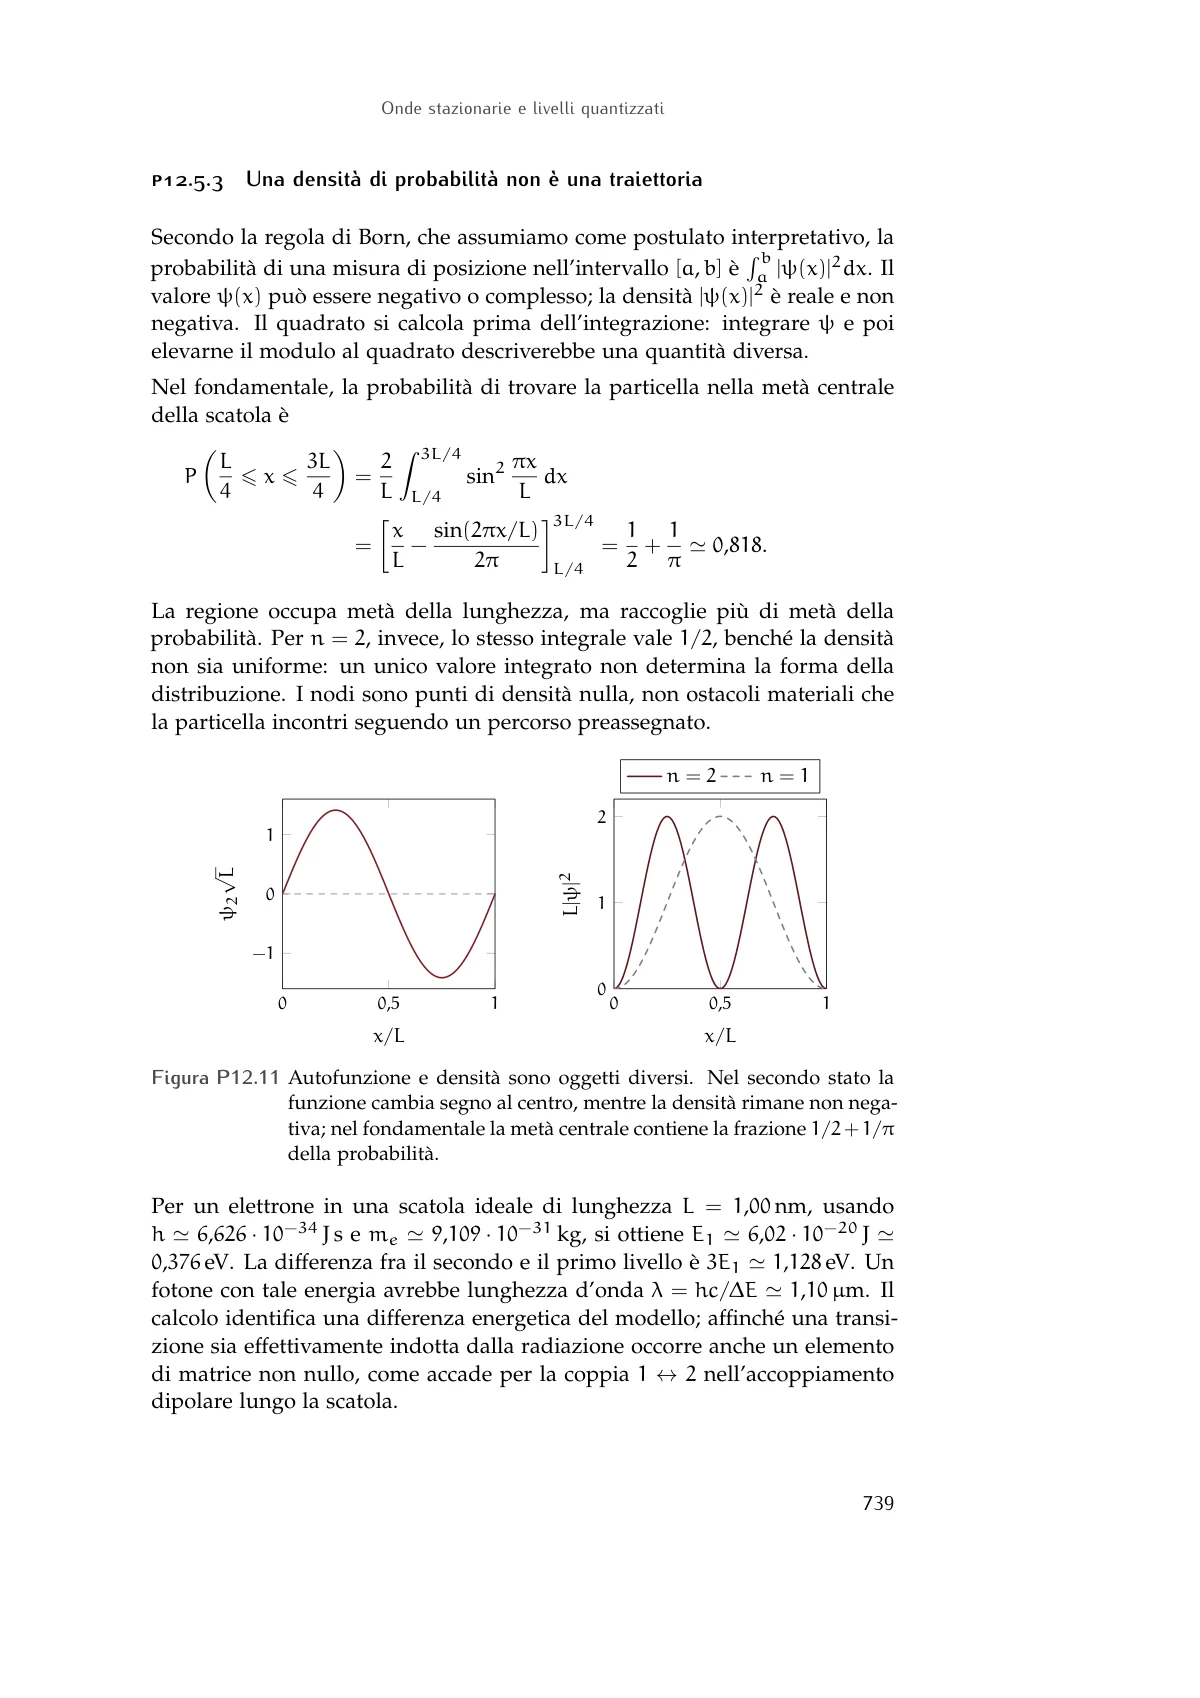 Onde stazionarie e livelli quantizzati
P12.5.3 Una densità di probabilità non è una traiettoria
Secondo la regola di Born, che assumiamo come postulato interpretativo, la
probabilità di una misura di posizione nell'intervallo [a, b] è ∫ₐᵇ |ψ(x)|² dx. Il
valore ψ(x) può essere negativo o complesso; la densità |ψ(x)|² è reale e non
negativa. Il quadrato si calcola prima dell'integrazione: integrare ψ e poi
elevarne il modulo al quadrato descriverebbe una quantità diversa.
Nel fondamentale, la probabilità di trovare la particella nella metà centrale
della scatola è
P(L/4 ⩽ x ⩽ 3L/4) = 2/L ∫_{L/4}^{3L/4} sin² πx/L dx
= [x/L − sin(2πx/L)/2π]_{L/4}^{3L/4} = 1/2 + 1/π ≃ 0,818.
La regione occupa metà della lunghezza, ma raccoglie più di metà della
probabilità. Per n = 2, invece, lo stesso integrale vale 1/2, benché la densità
non sia uniforme: un unico valore integrato non determina la forma della
distribuzione. I nodi sono punti di densità nulla, non ostacoli materiali che
la particella incontri seguendo un percorso preassegnato.
1
0
−1
ψ₂√L
0 0,5 1
x/L
n = 2 n = 1
2
1
0
L|ψ|²
0 0,5 1
x/L
Figura P12.11 Autofunzione e densità sono oggetti diversi. Nel secondo stato la
funzione cambia segno al centro, mentre la densità rimane non nega-
tiva; nel fondamentale la metà centrale contiene la frazione 1/2 + 1/π
della probabilità.
Per un elettrone in una scatola ideale di lunghezza L = 1,00 nm, usando
h ≃ 6,626 · 10⁻³⁴ J s e mₑ ≃ 9,109 · 10⁻³¹ kg, si ottiene E₁ ≃ 6,02 · 10⁻²⁰ J ≃
0,376 eV. La differenza fra il secondo e il primo livello è 3E₁ ≃ 1,128 eV. Un
fotone con tale energia avrebbe lunghezza d'onda λ = hc/ΔE ≃ 1,10 μm. Il
calcolo identifica una differenza energetica del modello; affinché una transi-
zione sia effettivamente indotta dalla radiazione occorre anche un elemento
di matrice non nullo, come accade per la coppia 1 ↔ 2 nell'accoppiamento
dipolare lungo la scatola.
739